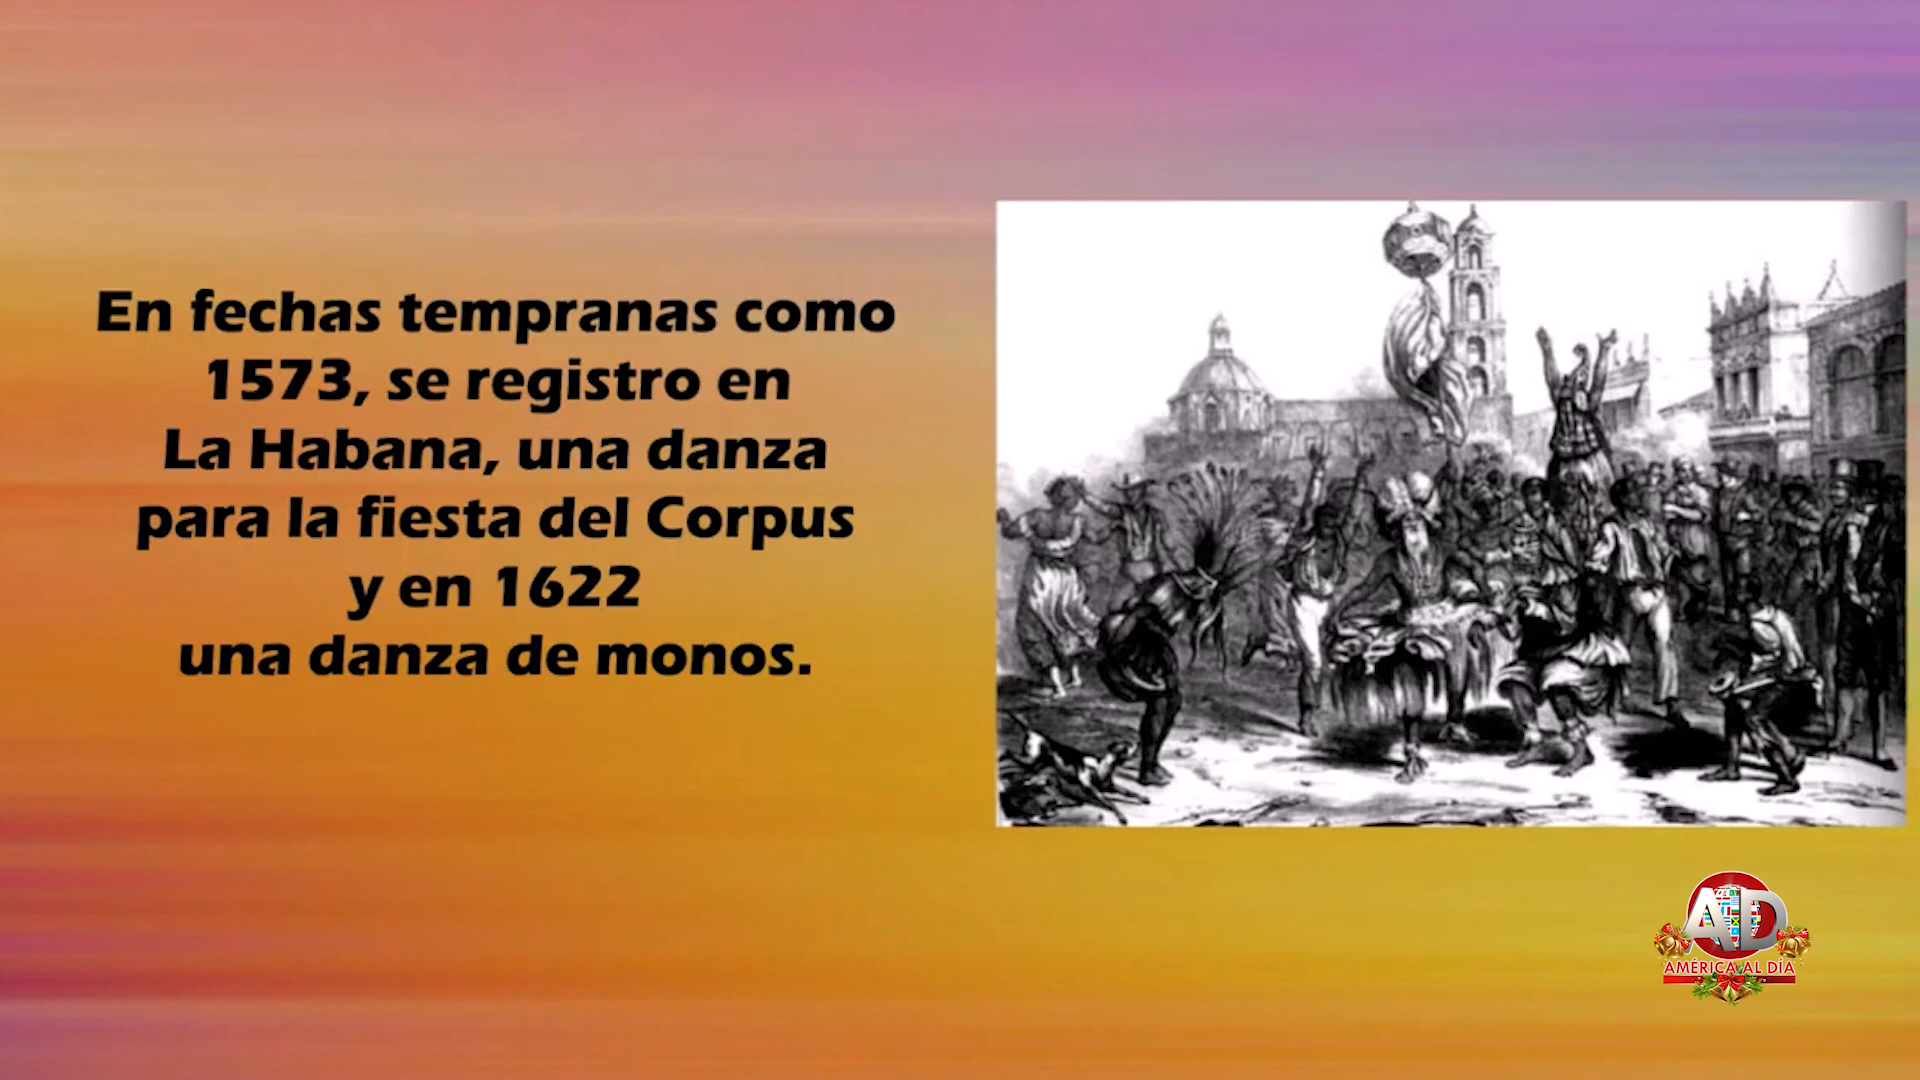 En fechas tempranas como
1573, se registro en
La Habana, una danza
para la fiesta del Corpus
y en 1622
una danza de monos.
AD
AMÉRICA AL DÍA